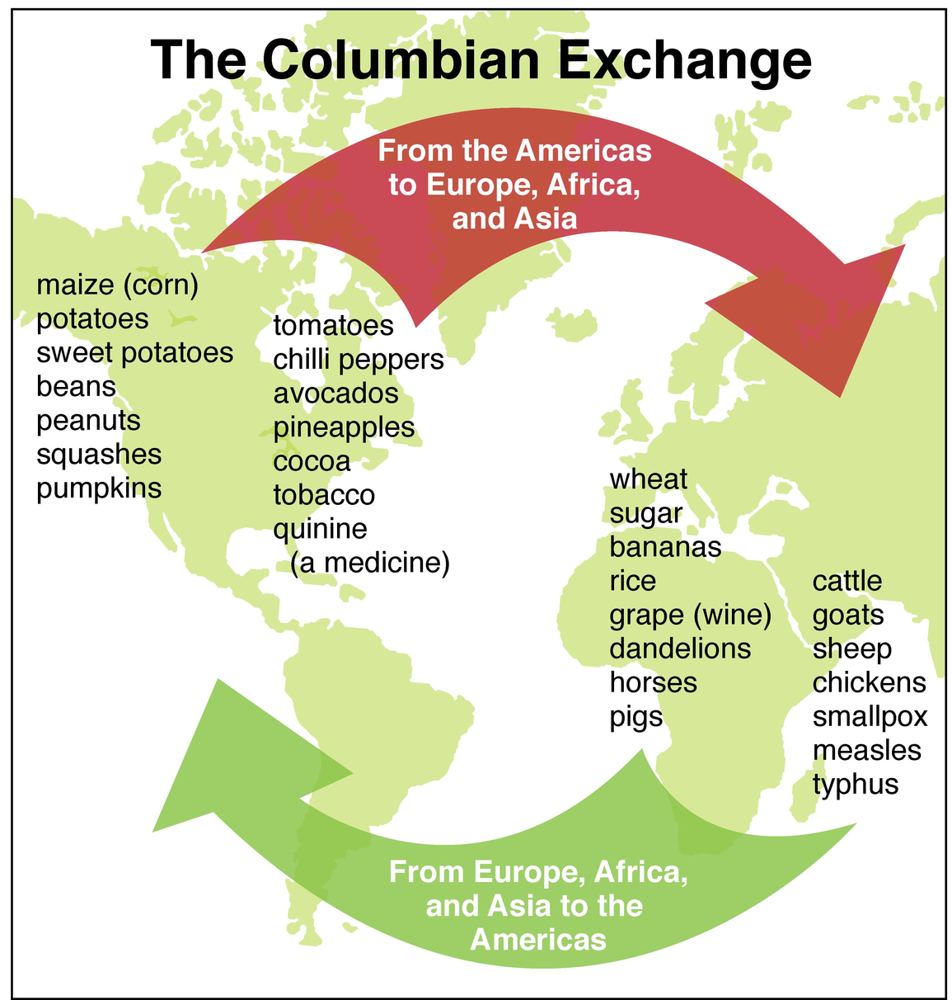 The Columbian Exchange
From the Americas
to Europe, Africa,
and Asia
maize (corn)
potatoes
sweet potatoes
beans
peanuts
squashes
pumpkins
tomatoes
chilli peppers
avocados
pineapples
cocoa
tobacco
quinine
(a medicine)
wheat
sugar
bananas
rice
grape (wine)
dandelions
horses
pigs
cattle
goats
sheep
chickens
smallpox
measles
typhus
From Europe, Africa,
and Asia to the
Americas